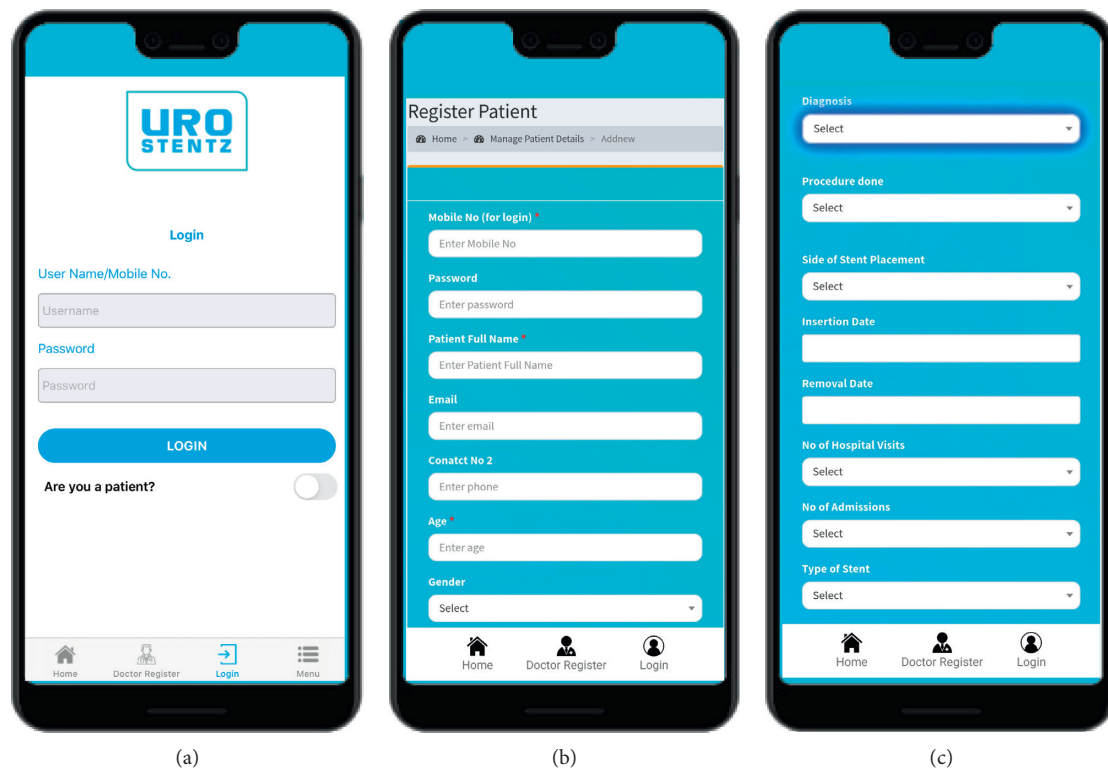 URO
STENTZ
Login
User Name/Mobile No.
Username
Password
Password
LOGIN
Are you a patient?
Home Doctor Register Login Menu
(a)
Register Patient
Home > Manage Patient Details > Addnew
Mobile No (for login) *
Enter Mobile No
Password
Enter password
Patient Full Name *
Enter Patient Full Name
Email
Enter email
Conatct No 2
Enter phone
Age *
Enter age
Gender
Select
Home Doctor Register Login
(b)
Diagnosis
Select
Procedure done
Select
Side of Stent Placement
Select
Insertion Date
Removal Date
No of Hospital Visits
Select
No of Admissions
Select
Type of Stent
Select
Home Doctor Register Login
(c)